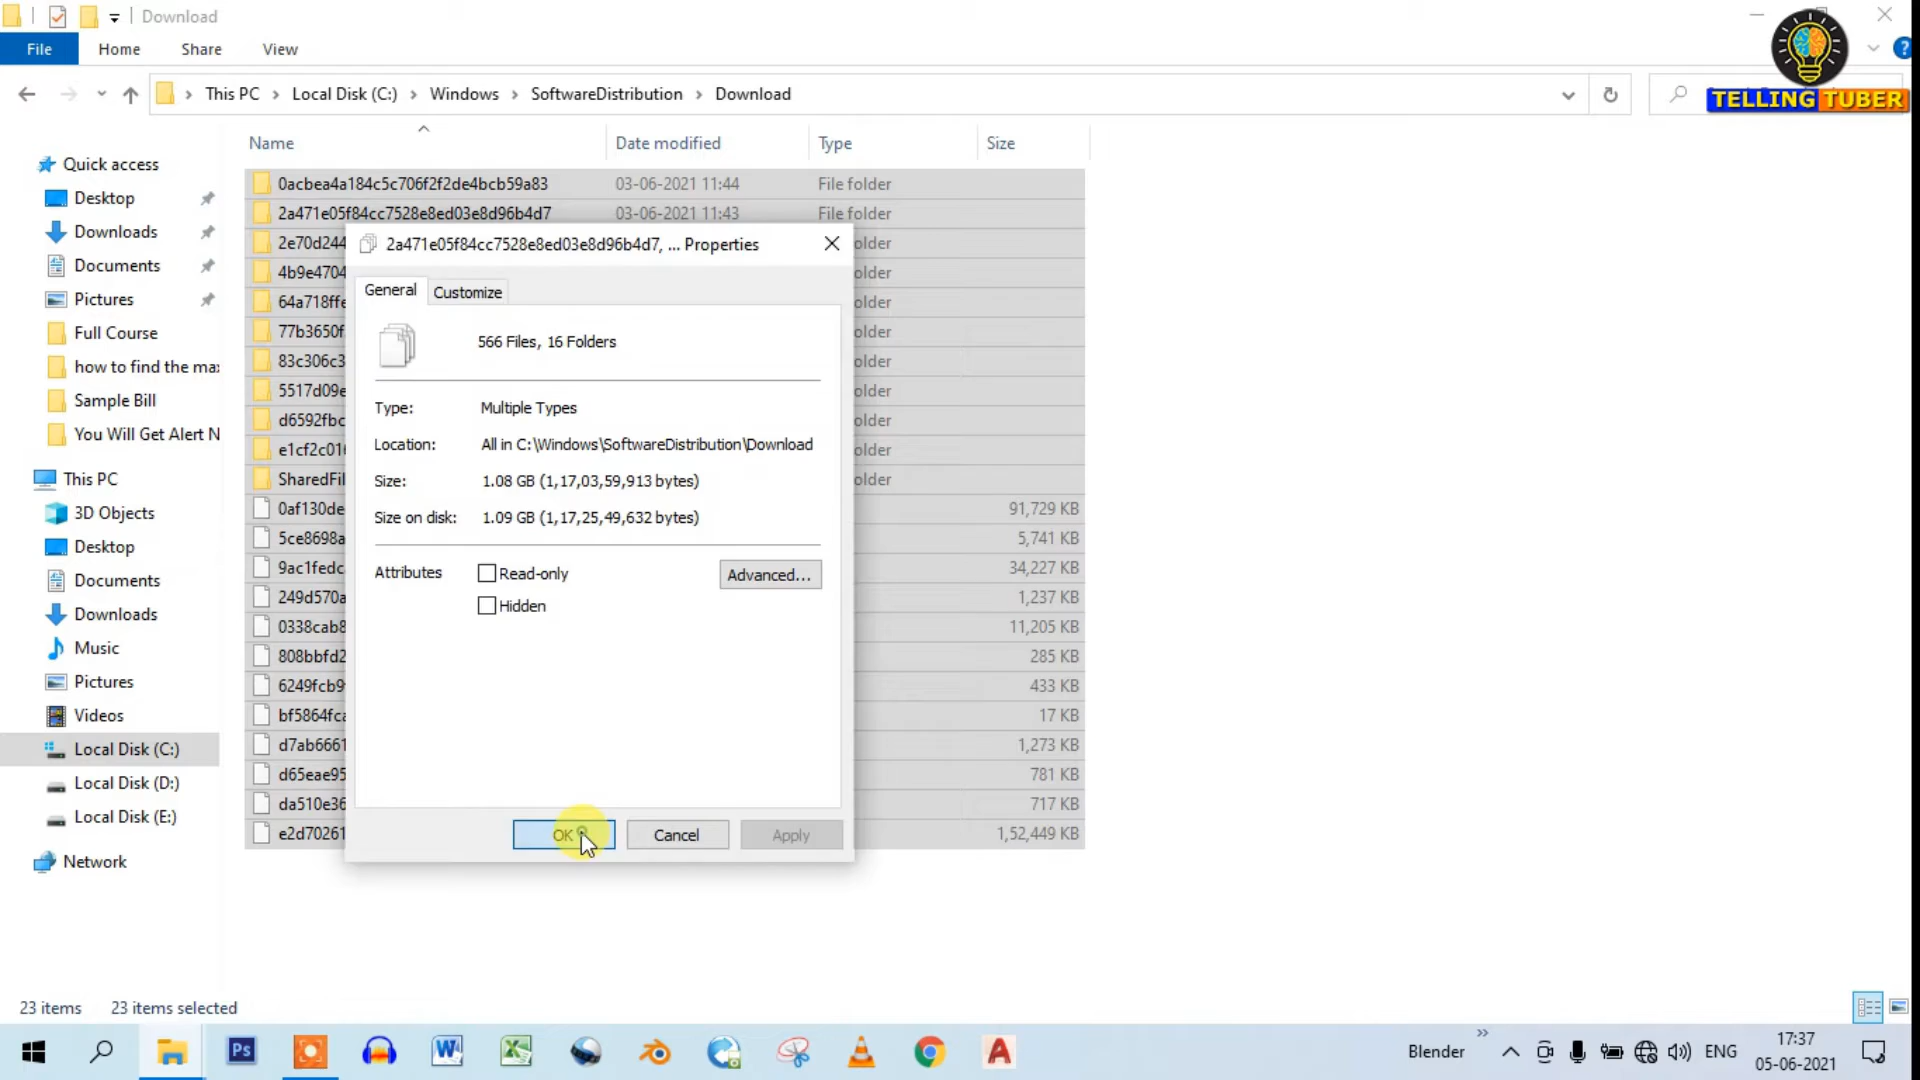 Download
File Home Share View
TELLING TUBER
This PC Local Disk (C:) Windows SoftwareDistribution Download
Name Date modified Type Size
Quick access
Desktop
Downloads
Documents
Pictures
Full Course
how to find the max
Sample Bill
You Will Get Alert N
This PC
3D Objects
Desktop
Documents
Downloads
Music
Pictures
Videos
Local Disk (C:)
Local Disk (D:)
Local Disk (E:)
Network
0acbea4a184c5c706f2f2de4bcb59a83 03-06-2021 11:44 File folder
2a471e05f84cc7528e8ed03e8d96b4d7 03-06-2021 11:43 File folder
2e70d244 older
4b9e4704 older
64a718ffe older
77b3650f older
83c306c3 older
5517d09e older
d6592fbc older
e1cf2c01 older
SharedFil older
0af130de 91,729 KB
5ce8698a 5,741 KB
9ac1fedc 34,227 KB
249d570a 1,237 KB
0338cab8 11,205 KB
808bbfd2 285 KB
6249fcb9 433 KB
bf5864fca 17 KB
d7ab6661 1,273 KB
d65eae95 781 KB
da510e36 717 KB
e2d70261 1,52,449 KB
2a471e05f84cc7528e8ed03e8d96b4d7, ... Properties
General Customize
566 Files, 16 Folders
Type: Multiple Types
Location: All in C:\Windows\SoftwareDistribution\Download
Size: 1.08 GB (1,17,03,59,913 bytes)
Size on disk: 1.09 GB (1,17,25,49,632 bytes)
Attributes Read-only Advanced...
Hidden
OK Cancel Apply
23 items 23 items selected
Blender ENG 17:37
05-06-2021